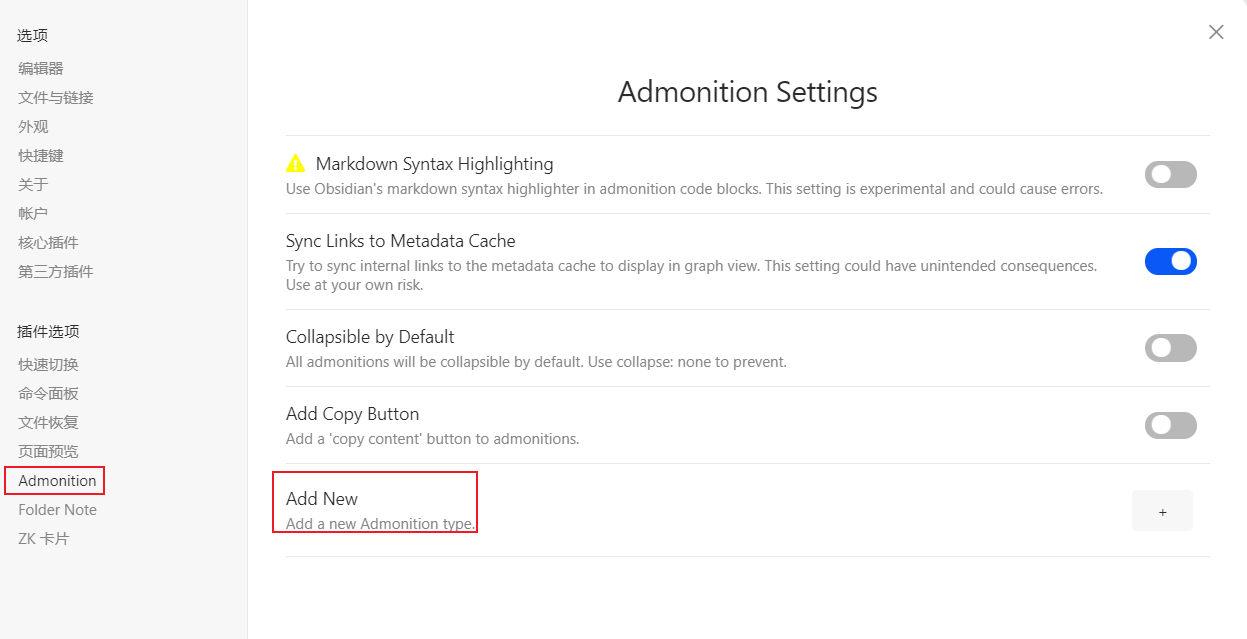 选项
编辑器
文件与链接
外观
快捷键
关于
帐户
核心插件
第三方插件
插件选项
快速切换
命令面板
文件恢复
页面预览
Admonition
Folder Note
ZK 卡片
Admonition Settings
Markdown Syntax Highlighting
Use Obsidian's markdown syntax highlighter in admonition code blocks. This setting is experimental and could cause errors.
Sync Links to Metadata Cache
Try to sync internal links to the metadata cache to display in graph view. This setting could have unintended consequences.
Use at your own risk.
Collapsible by Default
All admonitions will be collapsible by default. Use collapse: none to prevent.
Add Copy Button
Add a 'copy content' button to admonitions.
Add New
Add a new Admonition type.
+